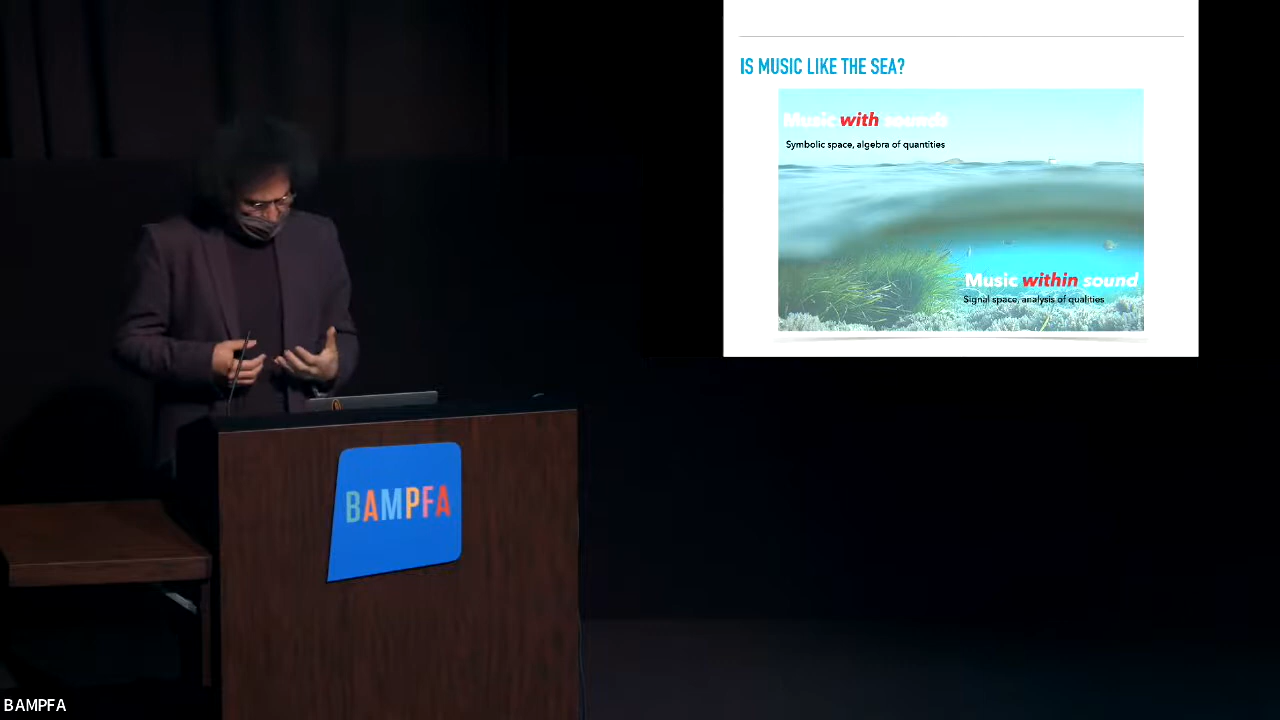 IS MUSIC LIKE THE SEA?
Music with sounds
Symbolic space, algebra of quantities
Music within sound
Signal space, analysis of qualities
BAMPFA
BAMPFA